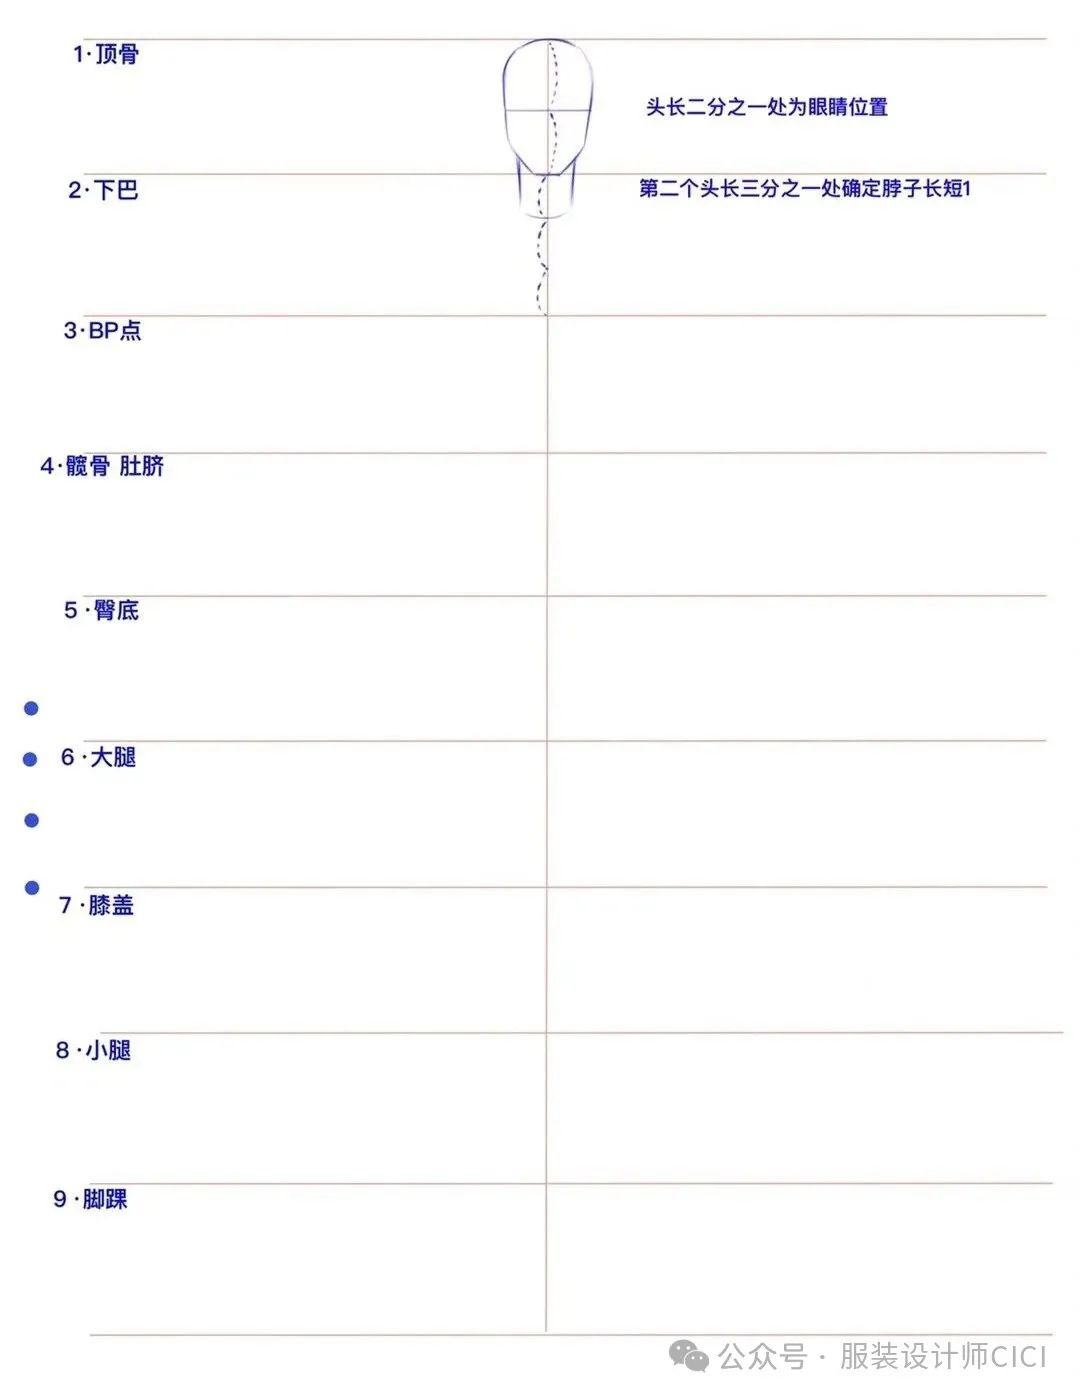 1·顶骨
头长二分之一处为眼睛位置
2·下巴
第二个头长三分之一处确定脖子长短1
3·BP点
4·髋骨 肚脐
5·臀底
6·大腿
7·膝盖
8·小腿
9·脚踝
公众号·服装设计师CICI